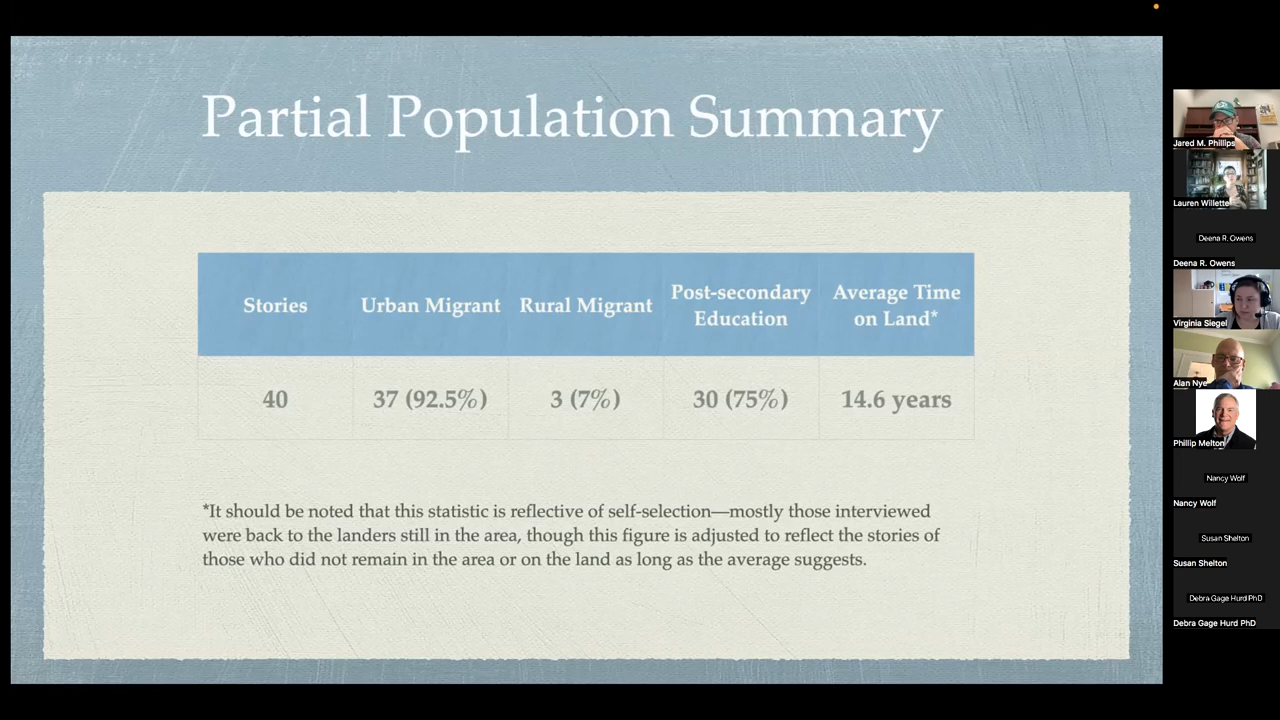 Partial Population Summary
Stories
Urban Migrant
Rural Migrant
Post-secondary
Education
Average Time
on Land*
40
37 (92.5%)
3 (7%)
30 (75%)
14.6 years
*It should be noted that this statistic is reflective of self-selection—mostly those interviewed
were back to the landers still in the area, though this figure is adjusted to reflect the stories of
those who did not remain in the area or on the land as long as the average suggests.
Jared M. Phillips
Lauren Willette
Deena R. Owens
Deena R. Owens
Virginia Siegel
Alan Nye
Phillip Melton
Nancy Wolf
Nancy Wolf
Susan Shelton
Susan Shelton
Debra Gage Hurd PhD
Debra Gage Hurd PhD